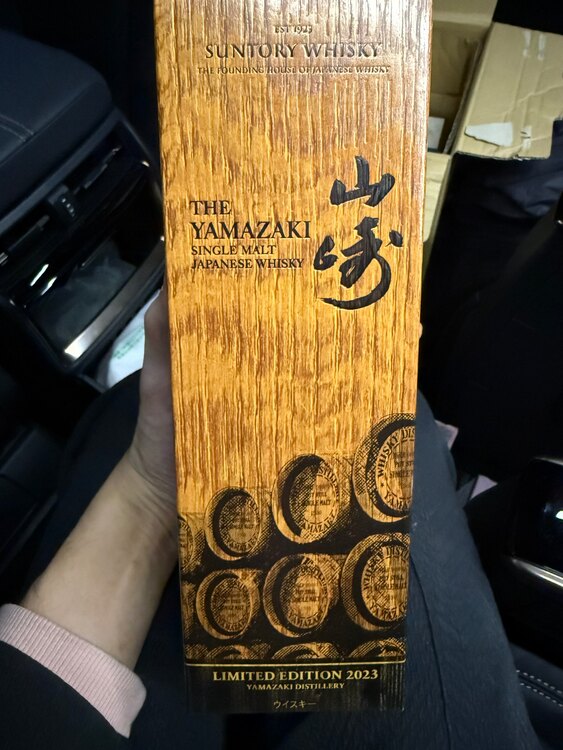 EST 1923
SUNTORY WHISKY
THE FOUNDING HOUSE OF JAPANESE WHISKY
THE
YAMAZAKI
SINGLE MALT
JAPANESE WHISKY
山崎
LIMITED EDITION 2023
YAMAZAKI DISTILLERY
ウイスキー